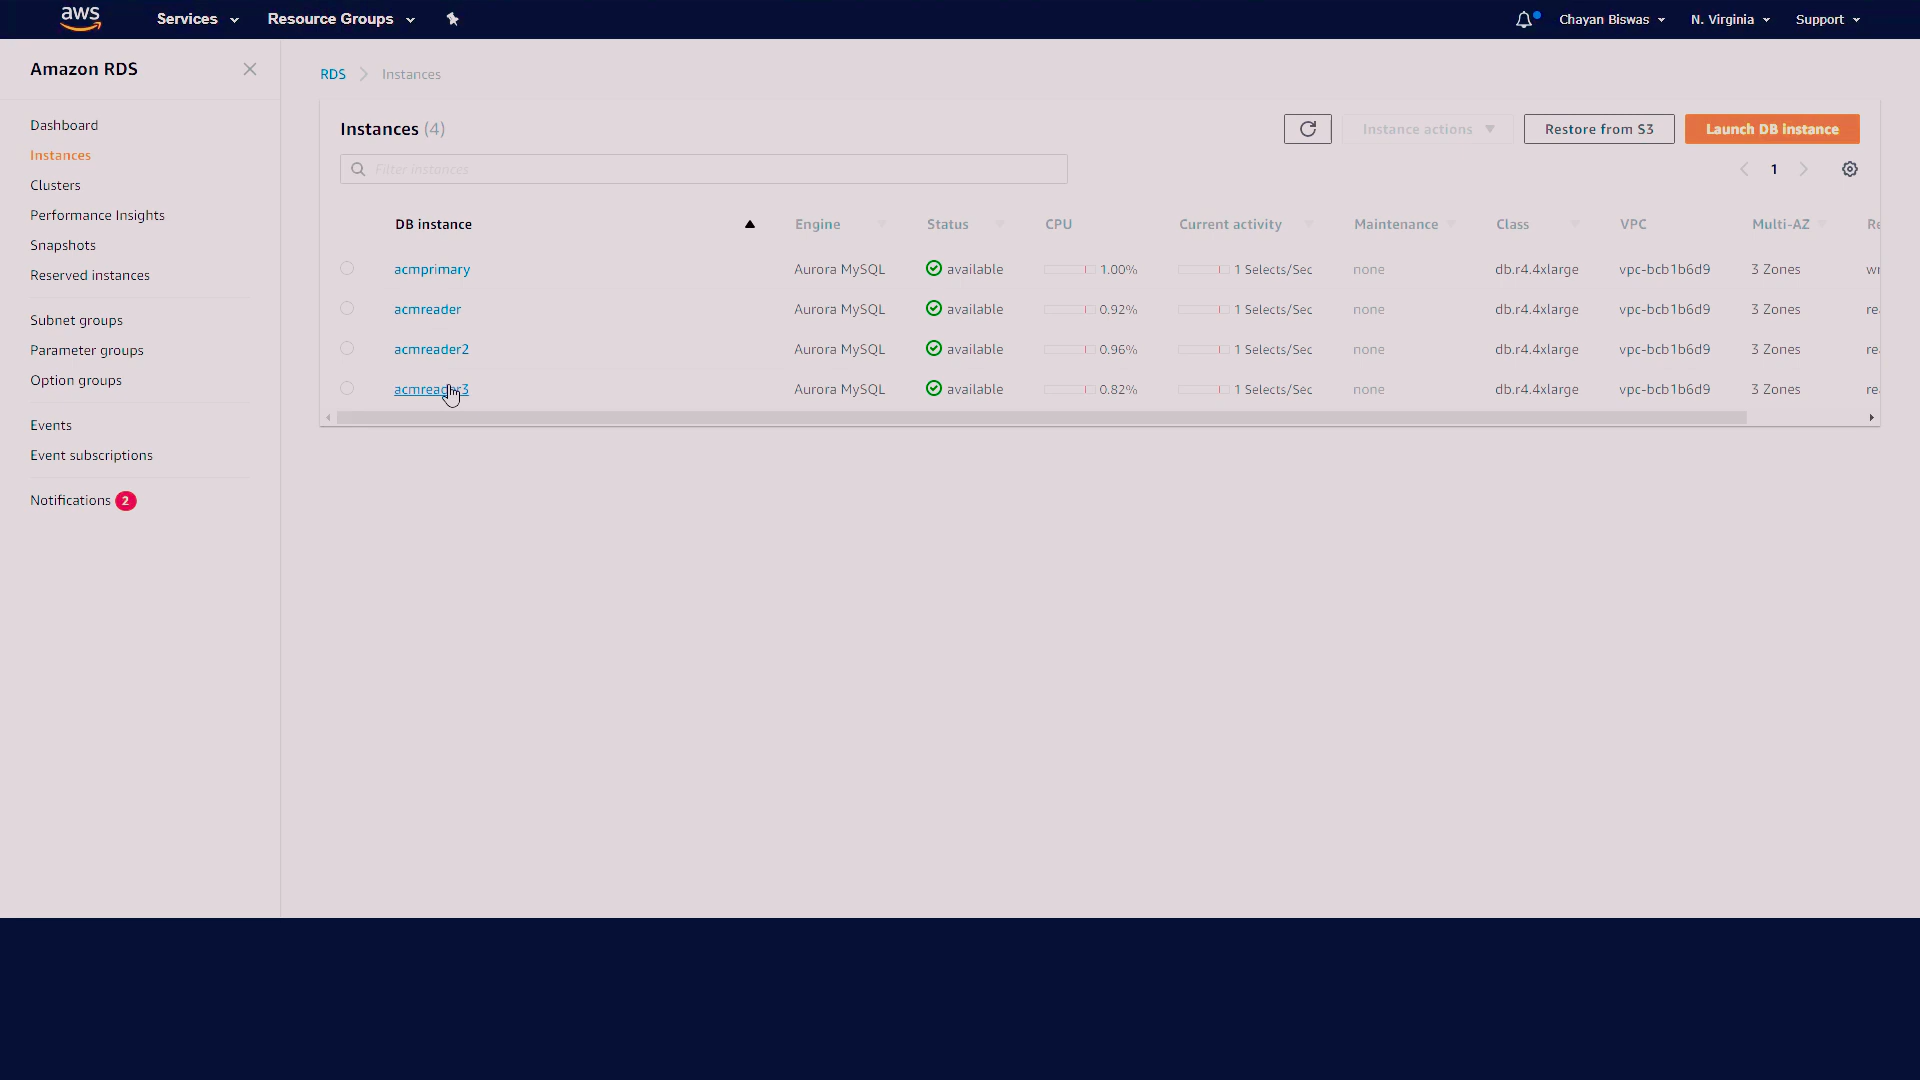 aws Services Resource Groups Chayan Biswas N. Virginia Support
Amazon RDS
Dashboard
Instances
Clusters
Performance Insights
Snapshots
Reserved instances
Subnet groups
Parameter groups
Option groups
Events
Event subscriptions
Notifications 2
RDS Instances
Instances (4) Instance actions Restore from S3 Launch DB instance
Filter instances 1
DB instance Engine Status CPU Current activity Maintenance Class VPC Multi-AZ
acmprimary Aurora MySQL available 1.00% 1 Selects/Sec none db.r4.4xlarge vpc-bcb1b6d9 3 Zones
acmreader Aurora MySQL available 0.92% 1 Selects/Sec none db.r4.4xlarge vpc-bcb1b6d9 3 Zones
acmreader2 Aurora MySQL available 0.96% 1 Selects/Sec none db.r4.4xlarge vpc-bcb1b6d9 3 Zones
acmreader3 Aurora MySQL available 0.82% 1 Selects/Sec none db.r4.4xlarge vpc-bcb1b6d9 3 Zones